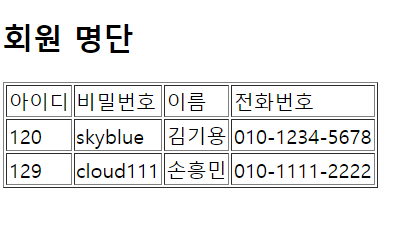 회원 명단
아이디 비밀번호 이름 전화번호
120 skyblue 김기용 010-1234-5678
129 cloud111 손흥민 010-1111-2222